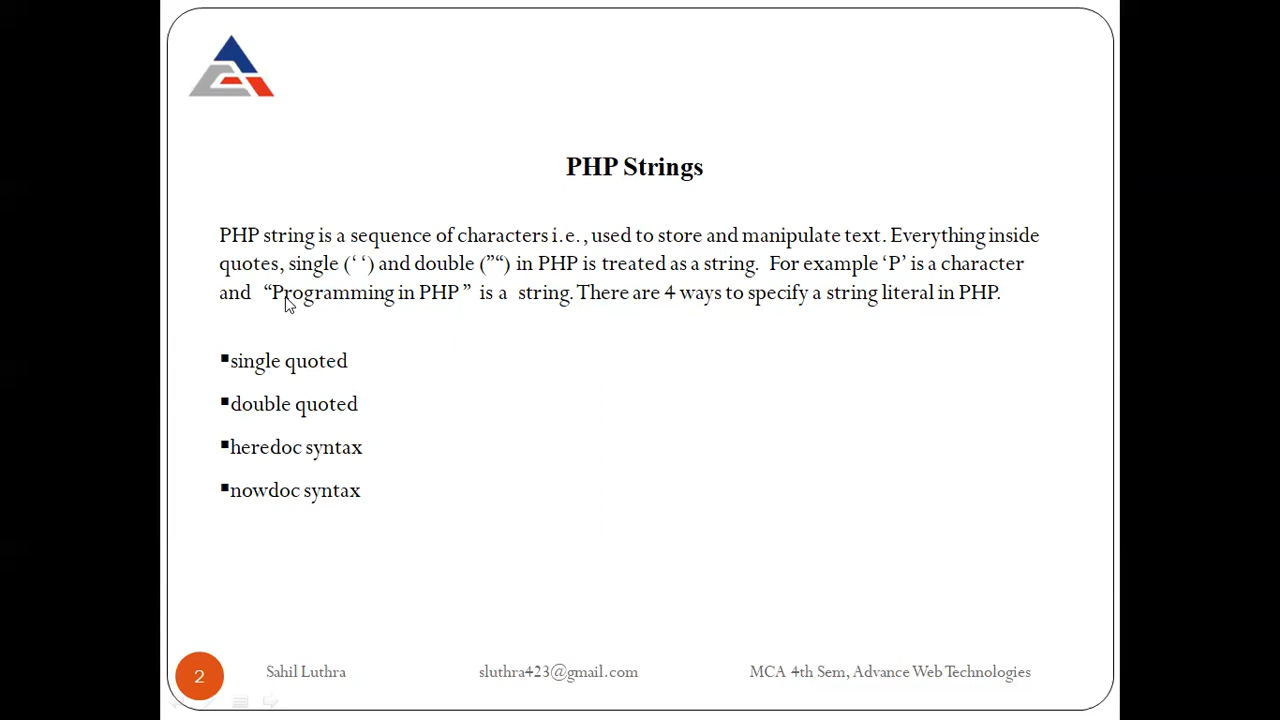 PHP Strings
PHP string is a sequence of characters i.e., used to store and manipulate text. Everything inside
quotes, single (‘ ‘) and double (”“) in PHP is treated as a string. For example ‘P’ is a character
and “Programming in PHP ” is a string. There are 4 ways to specify a string literal in PHP.
▪single quoted
▪double quoted
▪heredoc syntax
▪nowdoc syntax
2 Sahil Luthra sluthra423@gmail.com MCA 4th Sem, Advance Web Technologies